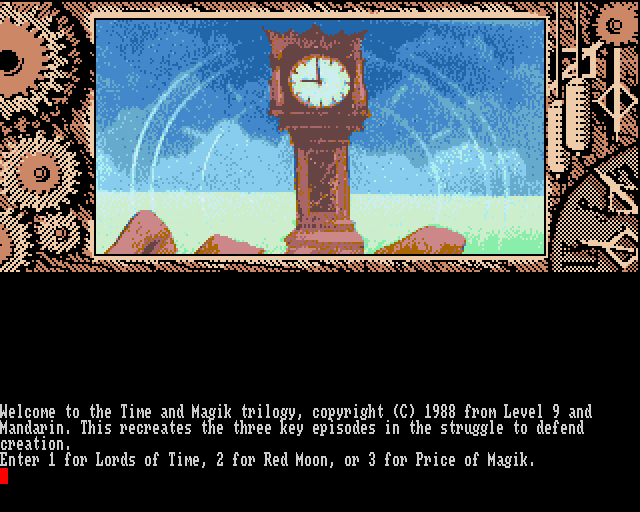 Welcome to the Time and Magik trilogy, copyright (C) 1988 from Level 9 and
Mandarin. This recreates the three key episodes in the struggle to defend
creation.
Enter 1 for Lords of Time, 2 for Red Moon, or 3 for Price of Magik.